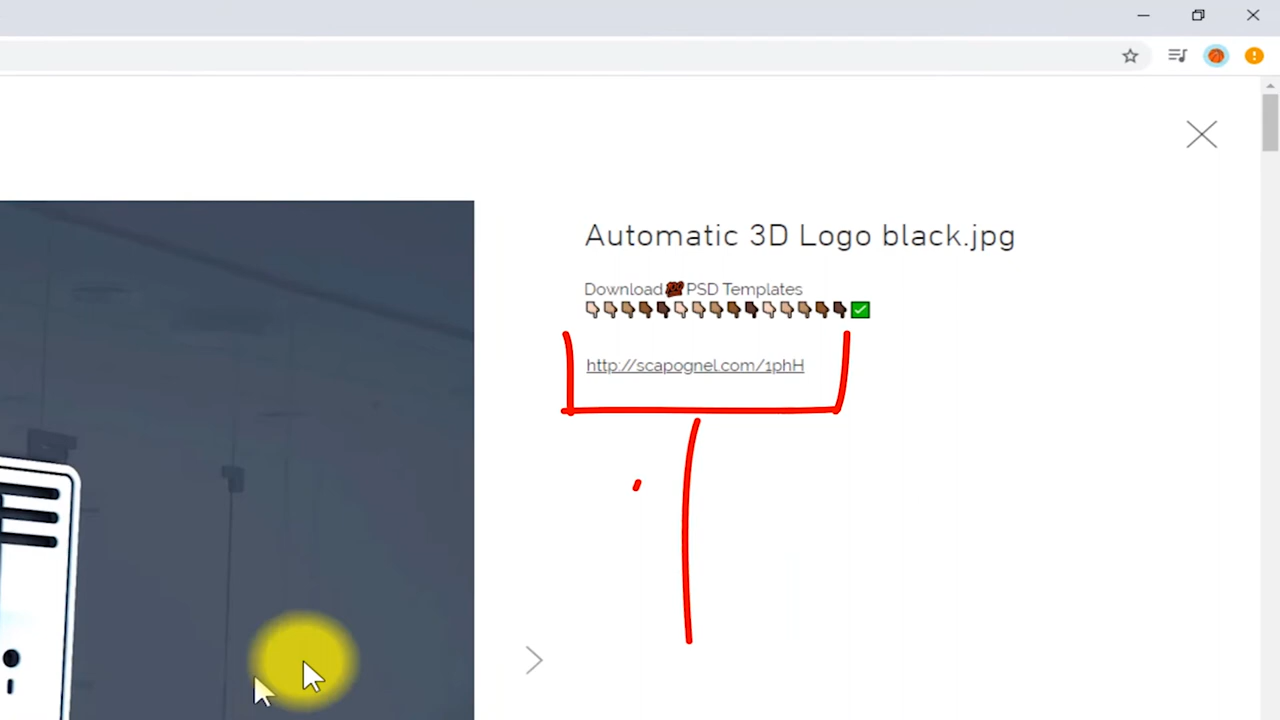 Automatic 3D Logo black.jpg
Download💯PSD Templates
👇🏻👇🏼👇🏽👇🏾👇🏿👇🏻👇🏼👇🏽👇🏾👇🏿👇🏻👇🏼👇🏽👇🏾👇🏿✅
http://scapognel.com/1phH